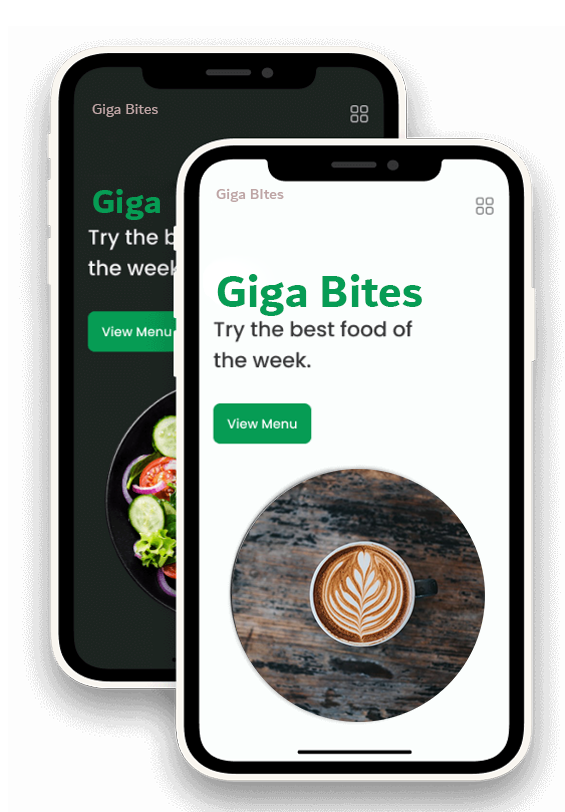 Giga Bites
Giga
Try the b
the week
View Menu
Giga BItes
Giga Bites
Try the best food of
the week.
View Menu